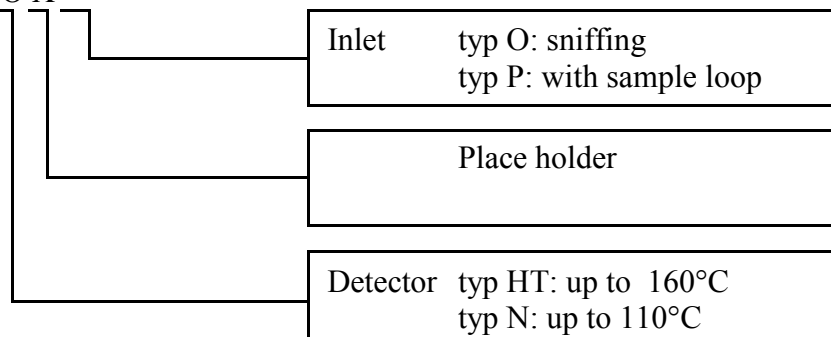 Inlet typ O: sniffing
typ P: with sample loop
Place holder
Detector typ HT: up to 160°C
typ N: up to 110°C